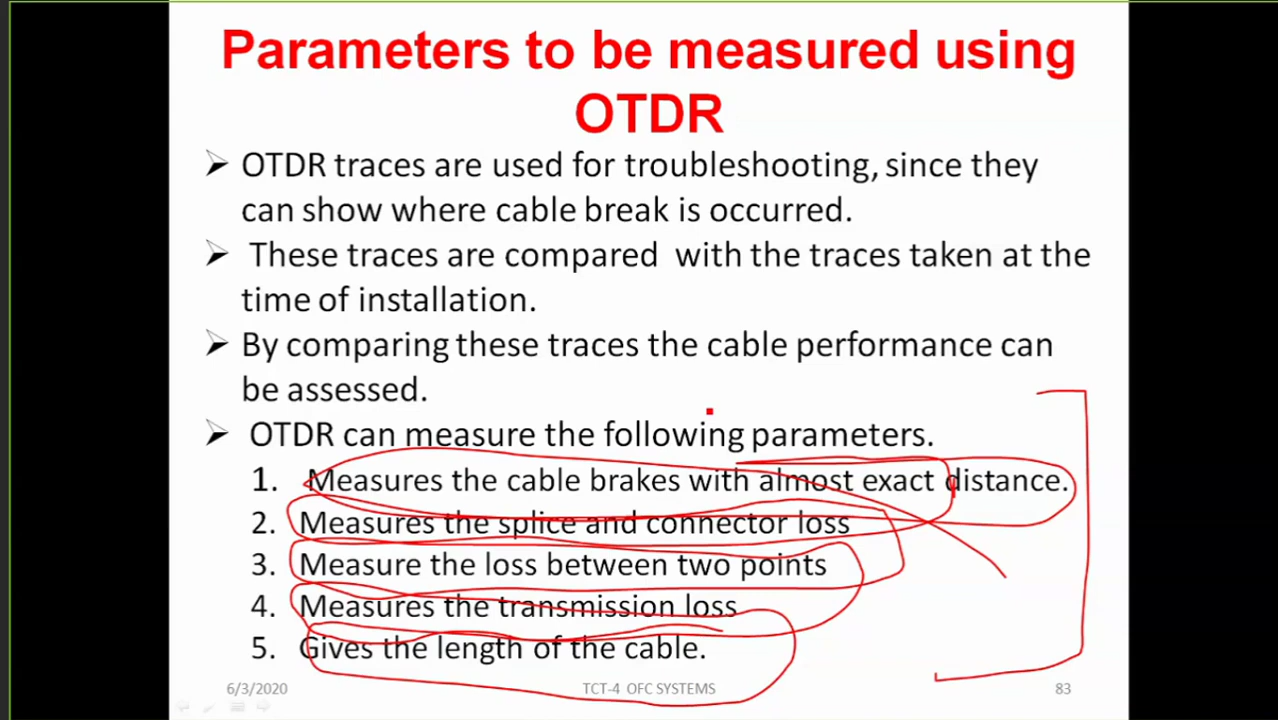 Parameters to be measured using
OTDR
➢ OTDR traces are used for troubleshooting, since they
can show where cable break is occurred.
➢ These traces are compared with the traces taken at the
time of installation.
➢ By comparing these traces the cable performance can
be assessed.
➢ OTDR can measure the following parameters.
1. Measures the cable brakes with almost exact distance.
2. Measures the splice and connector loss
3. Measure the loss between two points
4. Measures the transmission loss
5. Gives the length of the cable.
6/3/2020 TCT-4 OFC SYSTEMS 83